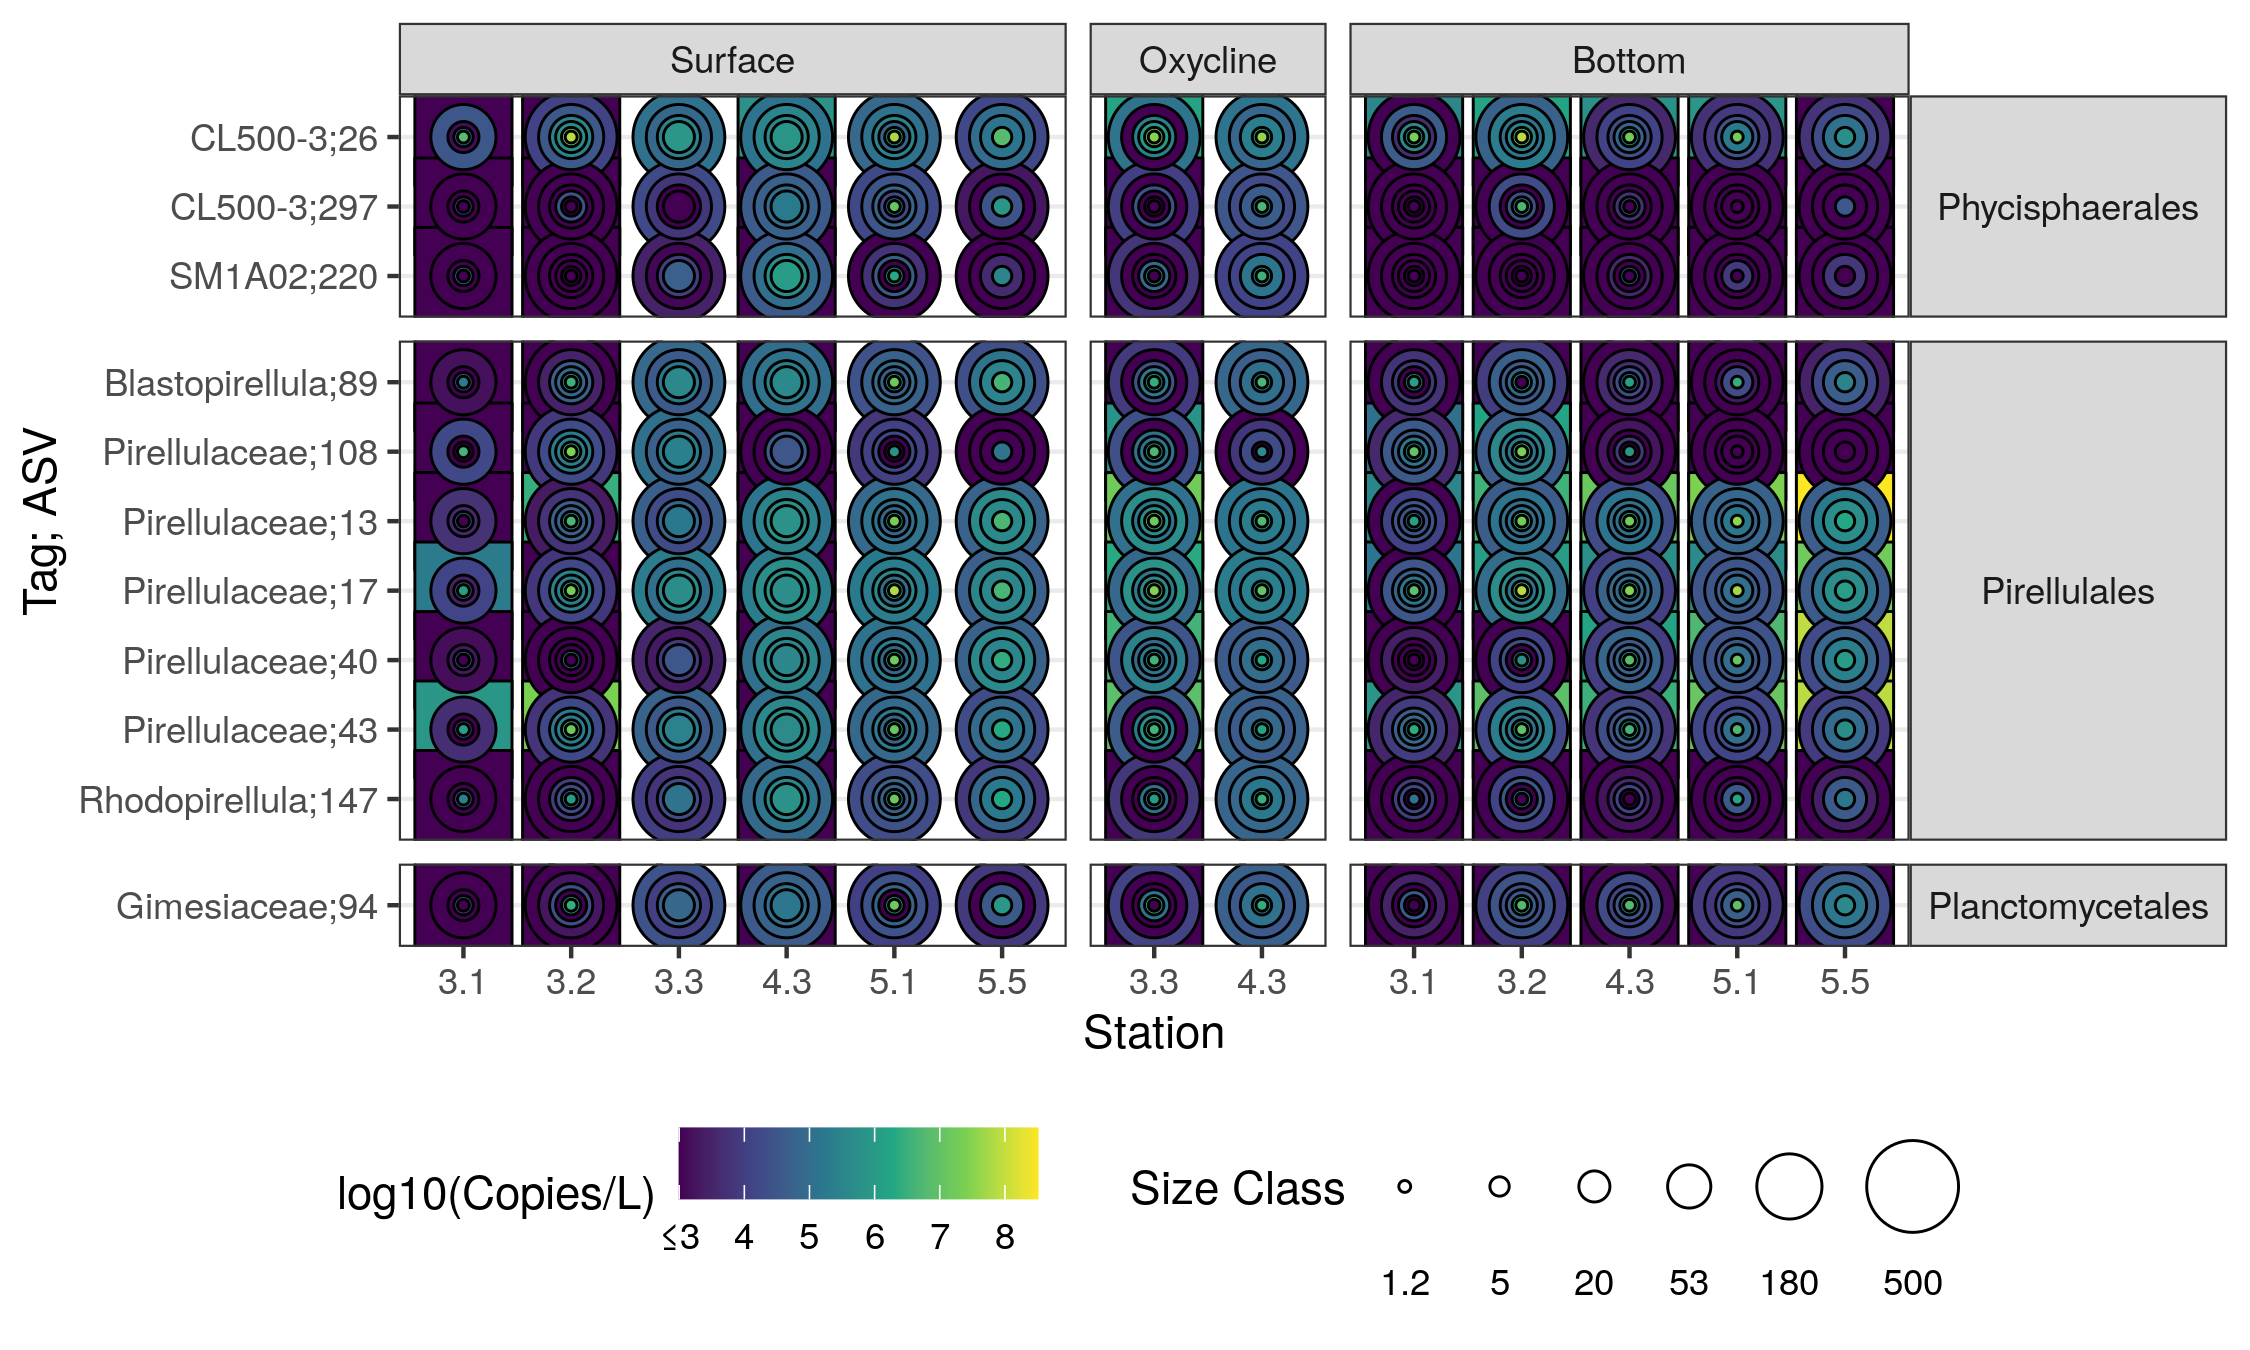 Surface
Oxycline
Bottom
CL500-3;26
CL500-3;297
SM1A02;220
Phycisphaerales
Blastopirellula;89
Pirellulaceae;108
Pirellulaceae;13
Pirellulaceae;17
Pirellulaceae;40
Pirellulaceae;43
Rhodopirellula;147
Pirellulales
Gimesiaceae;94
Planctomycetales
Tag; ASV
3.1 3.2 3.3 4.3 5.1 5.5 3.3 4.3 3.1 3.2 4.3 5.1 5.5
Station
log10(Copies/L)
≤3 4 5 6 7 8
Size Class
1.2 5 20 53 180 500